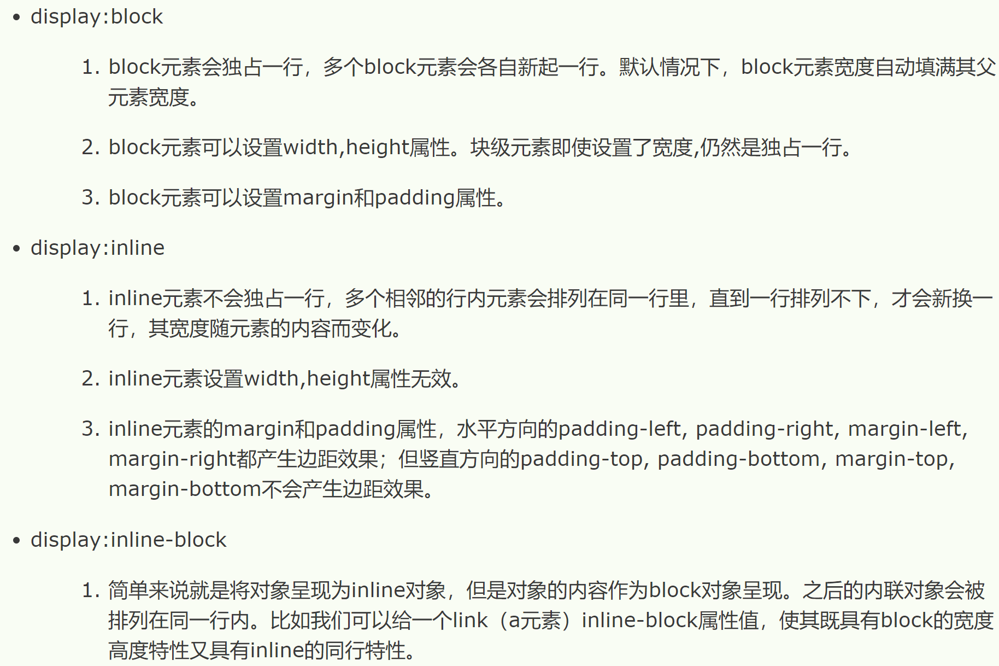 • display:block
1. block元素会独占一行，多个block元素会各自新起一行。默认情况下，block元素宽度自动填满其父
元素宽度。
2. block元素可以设置width,height属性。块级元素即使设置了宽度,仍然是独占一行。
3. block元素可以设置margin和padding属性。
• display:inline
1. inline元素不会独占一行，多个相邻的行内元素会排列在同一行里，直到一行排列不下，才会新换一
行，其宽度随元素的内容而变化。
2. inline元素设置width,height属性无效。
3. inline元素的margin和padding属性，水平方向的padding-left, padding-right, margin-left,
margin-right都产生边距效果；但竖直方向的padding-top, padding-bottom, margin-top,
margin-bottom不会产生边距效果。
• display:inline-block
1. 简单来说就是将对象呈现为inline对象，但是对象的内容作为block对象呈现。之后的内联对象会被
排列在同一行内。比如我们可以给一个link（a元素）inline-block属性值，使其既具有block的宽度
高度特性又具有inline的同行特性。